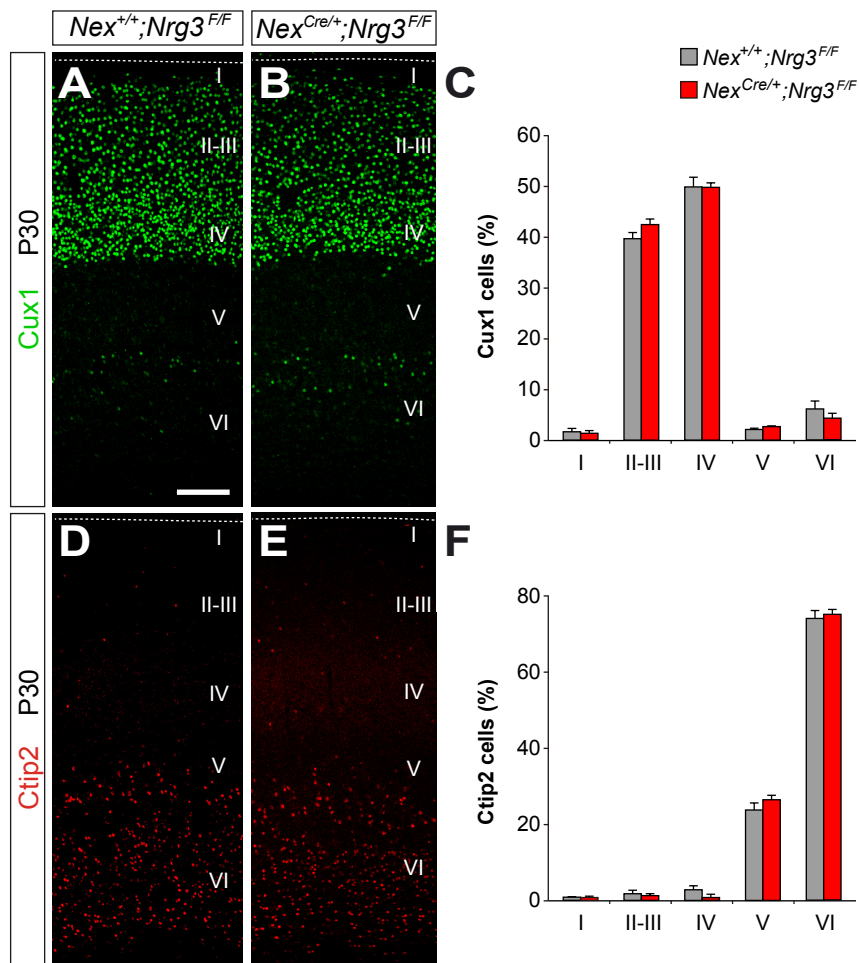 Nex+/+;Nrg3F/F
NexCre/+;Nrg3F/F
Cux1 P30
A
I
II-III
IV
V
VI
B
I
II-III
IV
V
VI
C
Nex+/+;Nrg3F/F
NexCre/+;Nrg3F/F
Cux1 cells (%)
60
50
40
30
20
10
0
I II-III IV V VI
Ctip2 P30
D
I
II-III
IV
V
VI
E
I
II-III
IV
V
VI
F
Ctip2 cells (%)
80
60
40
20
0
I II-III IV V VI